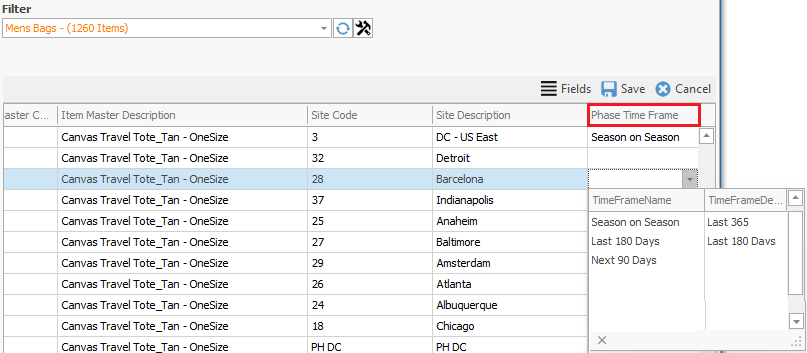 Filter
Mens Bags - (1260 Items)
Fields Save Cancel
aster C... Item Master Description Site Code Site Description Phase Time Frame
Canvas Travel Tote_Tan - OneSize 3 DC - US East Season on Season
Canvas Travel Tote_Tan - OneSize 32 Detroit
Canvas Travel Tote_Tan - OneSize 28 Barcelona
Canvas Travel Tote_Tan - OneSize 37 Indianapolis
TimeFrameName TimeFrameDe...
Canvas Travel Tote_Tan - OneSize 25 Anaheim
Season on Season Last 365
Canvas Travel Tote_Tan - OneSize 27 Baltimore
Last 180 Days Last 180 Days
Canvas Travel Tote_Tan - OneSize 29 Amsterdam
Next 90 Days
Canvas Travel Tote_Tan - OneSize 26 Atlanta
Canvas Travel Tote_Tan - OneSize 24 Albuquerque
Canvas Travel Tote_Tan - OneSize 18 Chicago
Canvas Travel Tote_Tan - OneSize PH DC PH DC